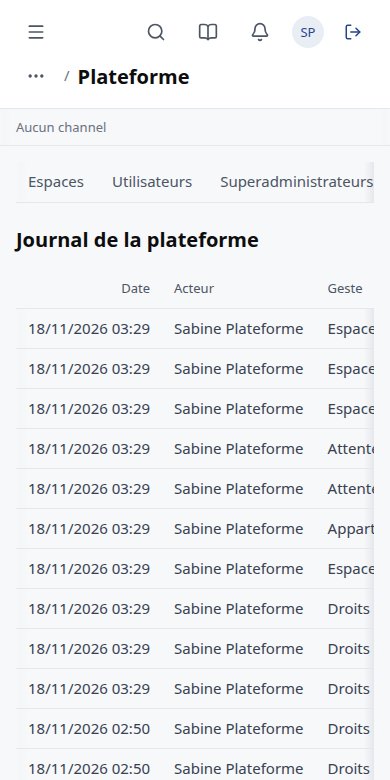 SP
... / Plateforme
Aucun channel
Espaces Utilisateurs Superadministrateurs
Journal de la plateforme
Date Acteur Geste
18/11/2026 03:29 Sabine Plateforme Espace
18/11/2026 03:29 Sabine Plateforme Espace
18/11/2026 03:29 Sabine Plateforme Espace
18/11/2026 03:29 Sabine Plateforme Attente
18/11/2026 03:29 Sabine Plateforme Attente
18/11/2026 03:29 Sabine Plateforme Appart
18/11/2026 03:29 Sabine Plateforme Espace
18/11/2026 03:29 Sabine Plateforme Droits
18/11/2026 03:29 Sabine Plateforme Droits
18/11/2026 03:29 Sabine Plateforme Droits
18/11/2026 02:50 Sabine Plateforme Droits
18/11/2026 02:50 Sabine Plateforme Droits